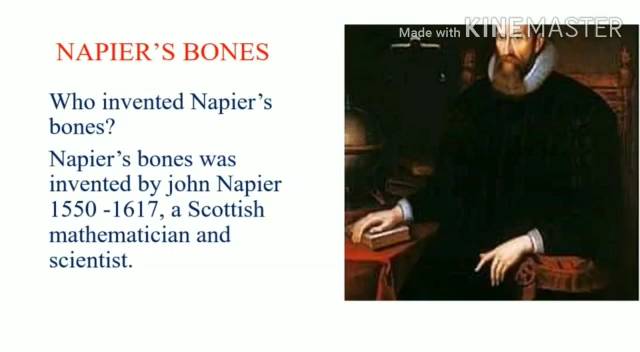 Made with KINEMASTER
NAPIER'S BONES
Who invented Napier's
bones?
Napier's bones was
invented by john Napier
1550 -1617, a Scottish
mathematician and
scientist.